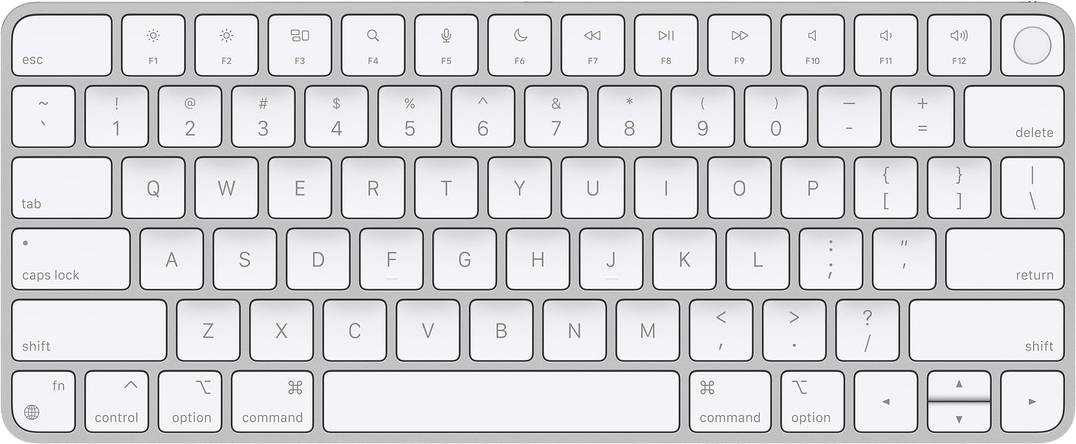 esc F1 F2 F3 F4 F5 F6 F7 F8 F9 F10 F11 F12
~ ! @ # $ % ^ & * ( ) — +
` 1 2 3 4 5 6 7 8 9 0 - = delete
tab Q W E R T Y U I O P { } |
[ ] \
caps lock A S D F G H J K L : "
; ' return
shift Z X C V B N M < > ?
, . / shift
fn ^ ⌥ ⌘ ⌘ ⌥ ▲
◀ ▶
control option command command option ▼